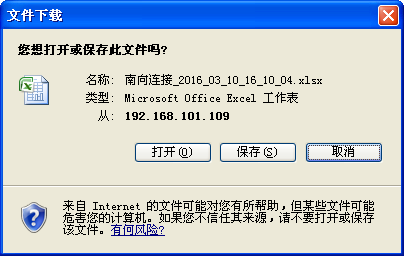 文件下载
您想打开或保存此文件吗?
名称: 南向连接_2016_03_10_16_10_04.xlsx
类型: Microsoft Office Excel 工作表
从: 192.168.101.109
打开(O) 保存(S) 取消
来自 Internet 的文件可能对您有所帮助,但某些文件可能
危害您的计算机。如果您不信任其来源,请不要打开或保存
该文件。有何风险?